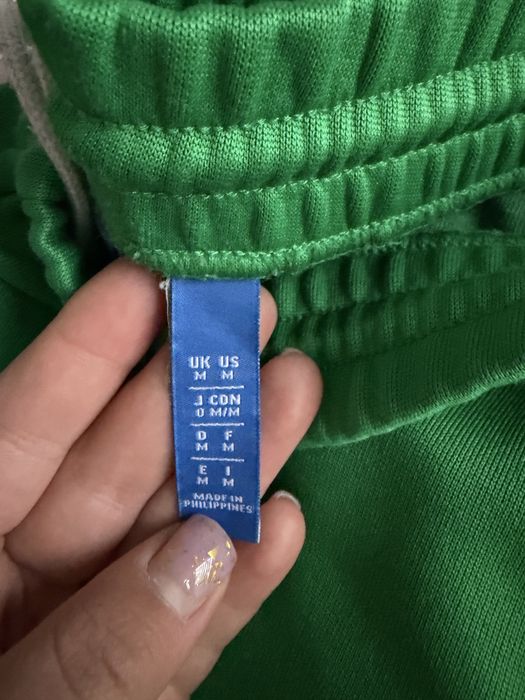 UK US
M M
J CDN
O M/M
D F
M M
E I
M M
MADE IN
PHILIPPINES